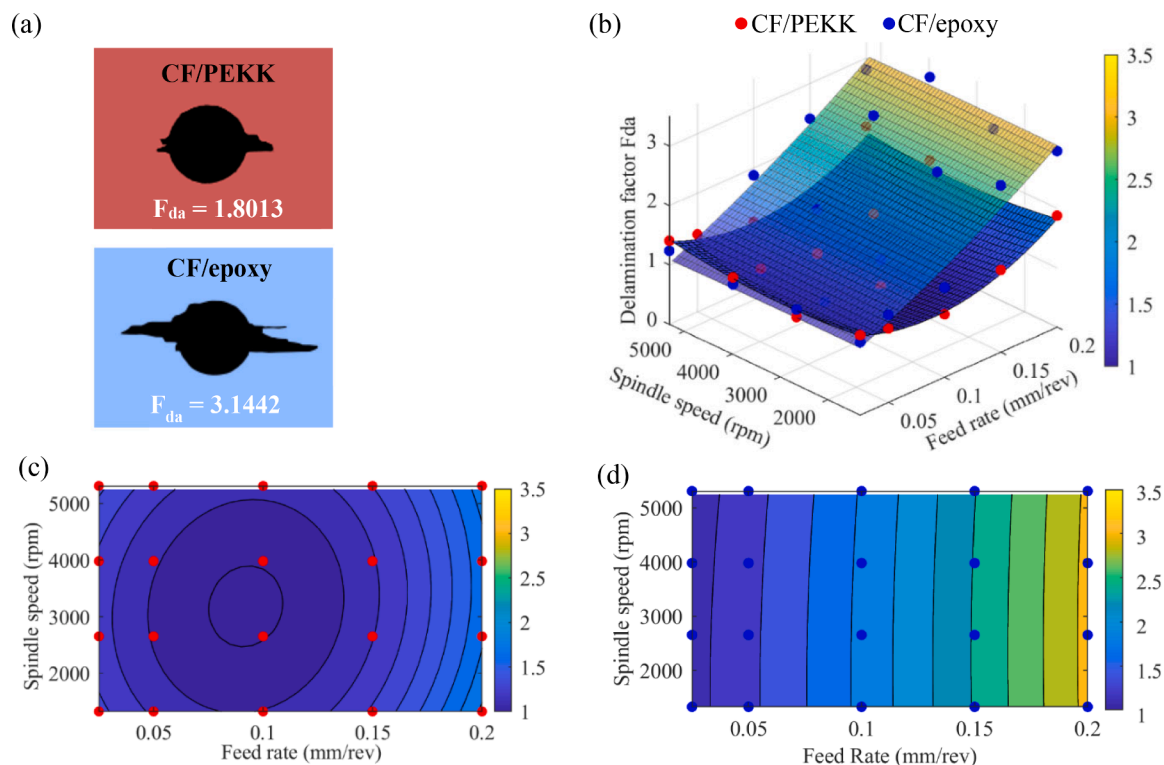 (a)
CF/PEKK
Fda = 1.8013
CF/epoxy
Fda = 3.1442
(b)
CF/PEKK CF/epoxy
Delamination factor Fda
3
2
1
0
5000
4000
3000
2000
Spindle speed (rpm)
0.05
0.1
0.15
0.2
Feed rate (mm/rev)
3.5
3
2.5
2
1.5
1
(c)
Spindle speed (rpm)
5000
4000
3000
2000
0.05 0.1 0.15 0.2
Feed rate (mm/rev)
3.5
3
2.5
2
1.5
1
(d)
Spindle speed (rpm)
5000
4000
3000
2000
0.05 0.1 0.15 0.2
Feed Rate (mm/rev)
3.5
3
2.5
2
1.5
1